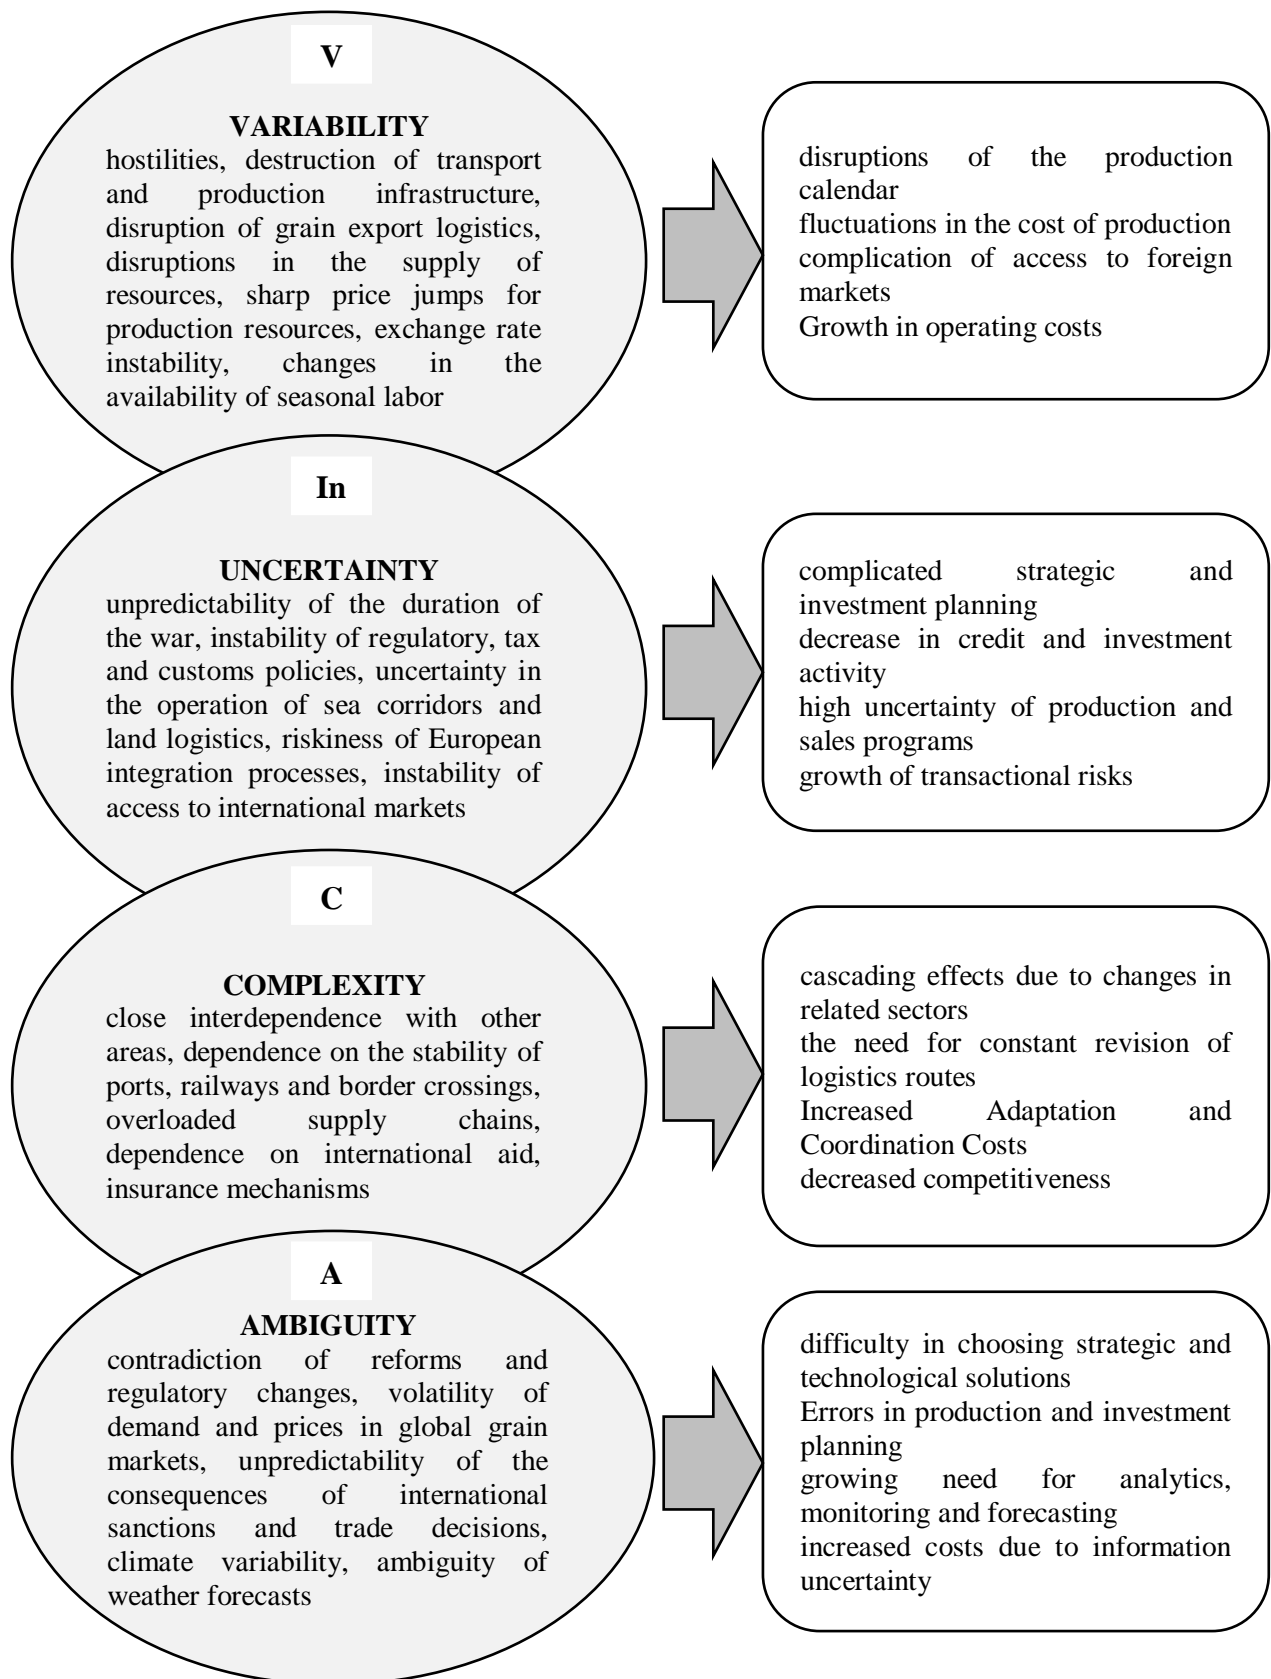 V
VARIABILITY
hostilities, destruction of transport
and production infrastructure,
disruption of grain export logistics,
disruptions in the supply of
resources, sharp price jumps for
production resources, exchange rate
instability, changes in the
availability of seasonal labor
disruptions of the production
calendar
fluctuations in the cost of production
complication of access to foreign
markets
Growth in operating costs
In
UNCERTAINTY
unpredictability of the duration of
the war, instability of regulatory, tax
and customs policies, uncertainty in
the operation of sea corridors and
land logistics, riskiness of European
integration processes, instability of
access to international markets
complicated strategic and
investment planning
decrease in credit and investment
activity
high uncertainty of production and
sales programs
growth of transactional risks
C
COMPLEXITY
close interdependence with other
areas, dependence on the stability of
ports, railways and border crossings,
overloaded supply chains,
dependence on international aid,
insurance mechanisms
cascading effects due to changes in
related sectors
the need for constant revision of
logistics routes
Increased Adaptation and
Coordination Costs
decreased competitiveness
A
AMBIGUITY
contradiction of reforms and
regulatory changes, volatility of
demand and prices in global grain
markets, unpredictability of the
consequences of international
sanctions and trade decisions,
climate variability, ambiguity of
weather forecasts
difficulty in choosing strategic and
technological solutions
Errors in production and investment
planning
growing need for analytics,
monitoring and forecasting
increased costs due to information
uncertainty